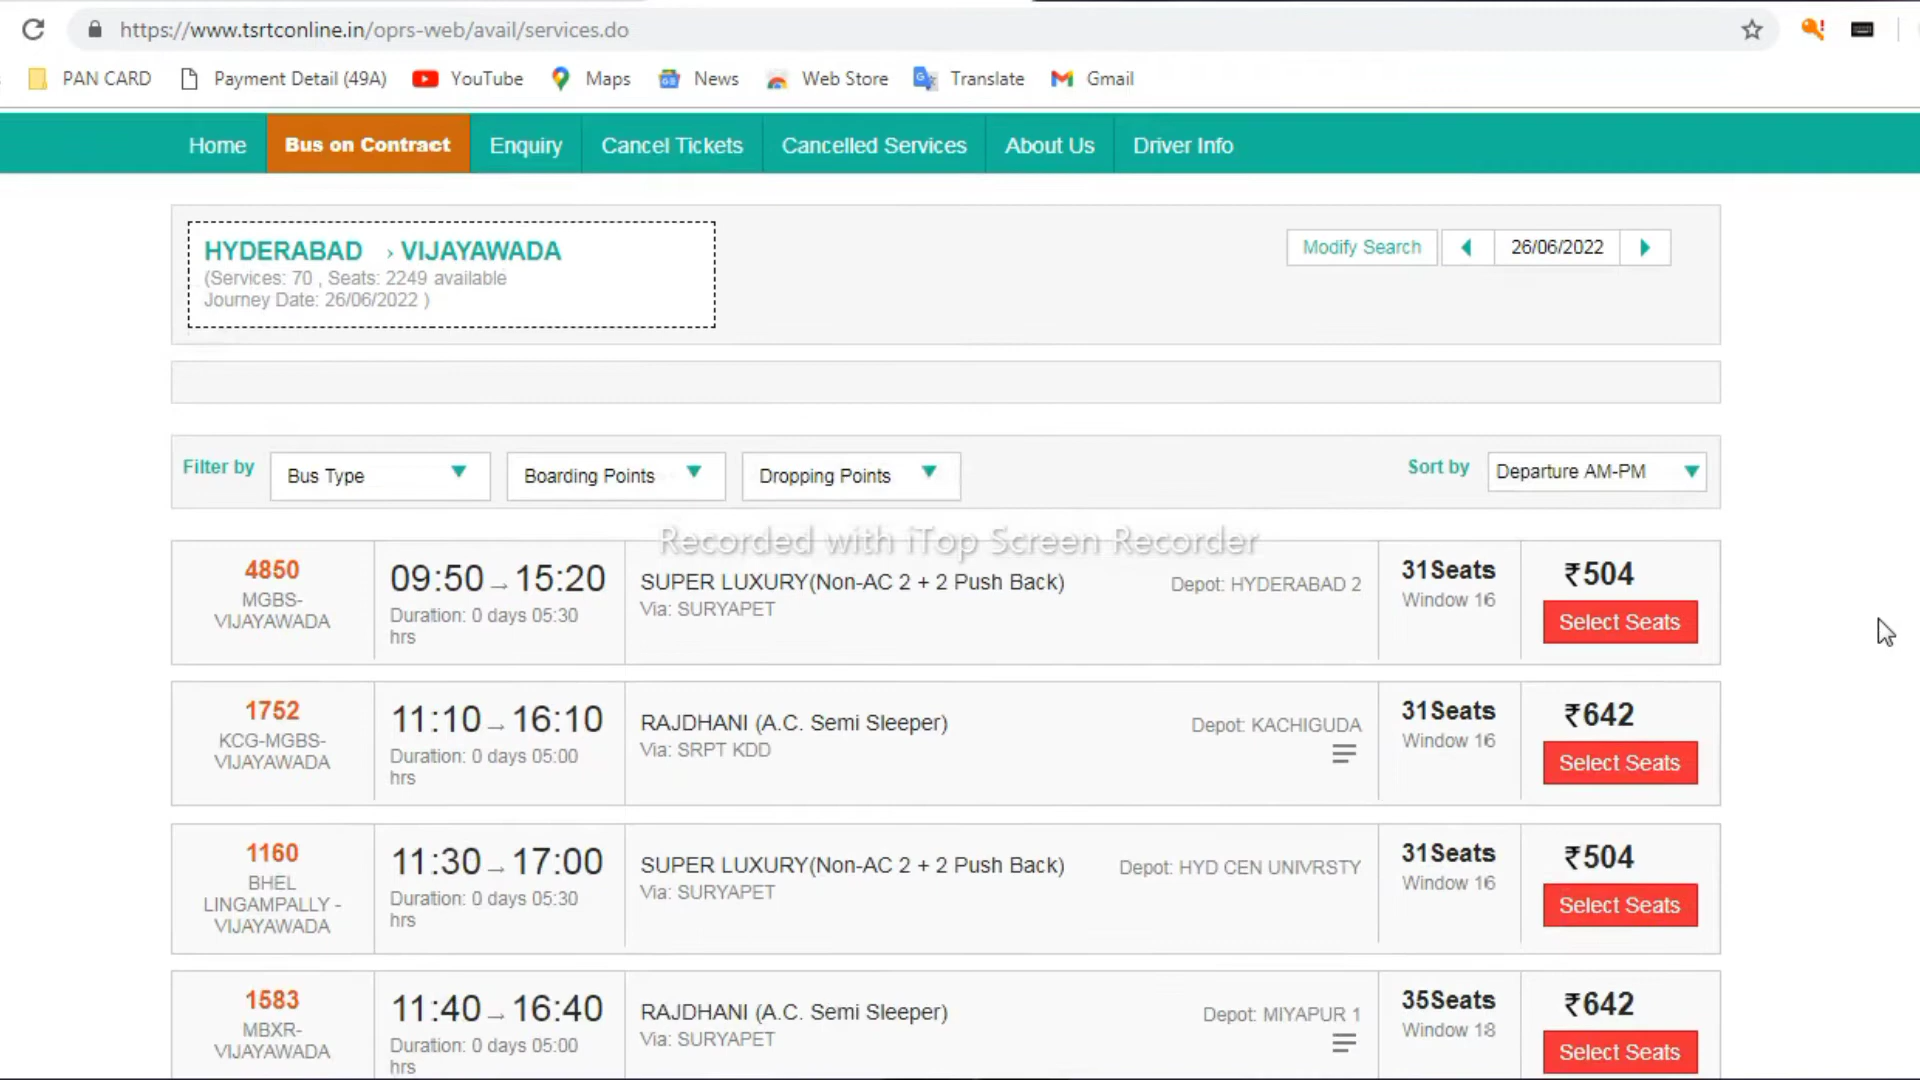 https://www.tsrtconline.in/oprs-web/avail/services.do
PAN CARD Payment Detail (49A) YouTube Maps News Web Store Translate Gmail
Home Bus on Contract Enquiry Cancel Tickets Cancelled Services About Us Driver Info
HYDERABAD › VIJAYAWADA
(Services: 70 , Seats: 2249 available
Journey Date: 26/06/2022 )
Modify Search 26/06/2022
Filter by Bus Type Boarding Points Dropping Points Sort by Departure AM-PM
Recorded with iTop Screen Recorder
4850
MGBS-
VIJAYAWADA
09:50→15:20
Duration: 0 days 05:30
hrs
SUPER LUXURY(Non-AC 2 + 2 Push Back)
Via: SURYAPET
Depot: HYDERABAD 2
31Seats
Window 16
₹504
Select Seats
1752
KCG-MGBS-
VIJAYAWADA
11:10→16:10
Duration: 0 days 05:00
hrs
RAJDHANI (A.C. Semi Sleeper)
Via: SRPT KDD
Depot: KACHIGUDA
31Seats
Window 16
₹642
Select Seats
1160
BHEL
LINGAMPALLY -
VIJAYAWADA
11:30→17:00
Duration: 0 days 05:30
hrs
SUPER LUXURY(Non-AC 2 + 2 Push Back)
Via: SURYAPET
Depot: HYD CEN UNIVRSTY
31Seats
Window 16
₹504
Select Seats
1583
MBXR-
VIJAYAWADA
11:40→16:40
Duration: 0 days 05:00
hrs
RAJDHANI (A.C. Semi Sleeper)
Via: SURYAPET
Depot: MIYAPUR 1
35Seats
Window 18
₹642
Select Seats